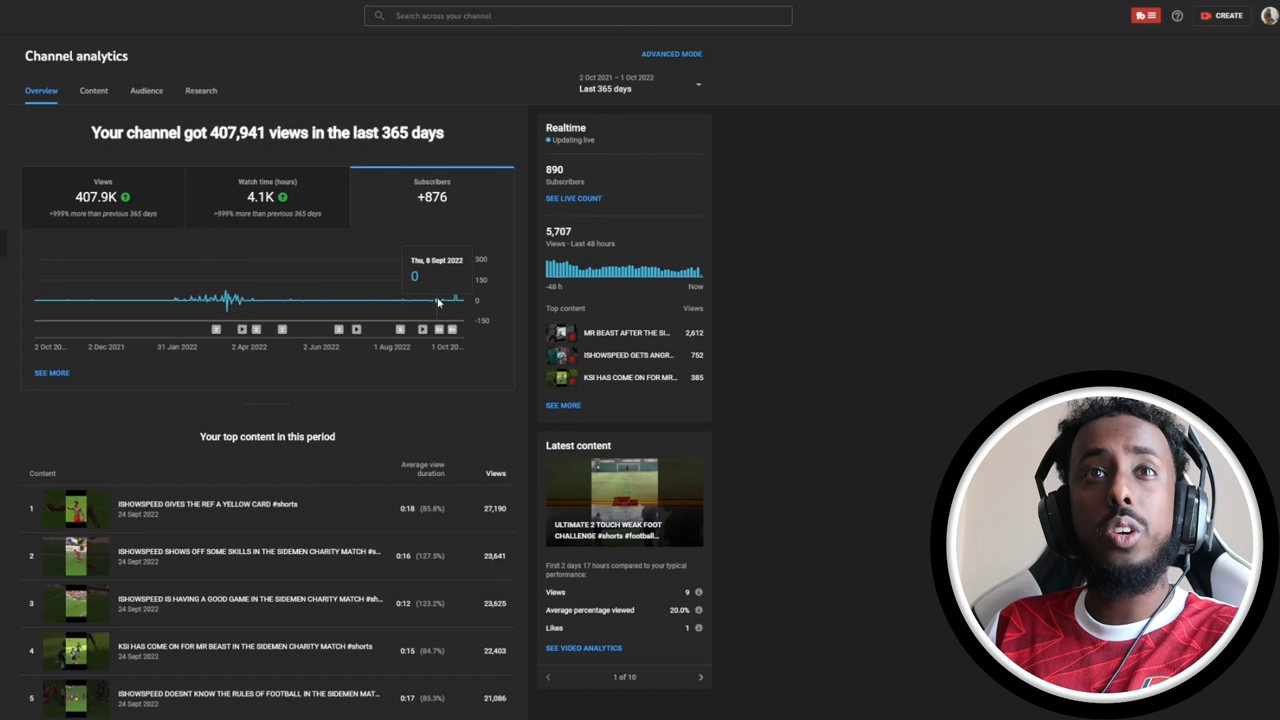 Search across your channel
CREATE
Channel analytics
ADVANCED MODE
2 Oct 2021 – 1 Oct 2022
Last 365 days
Overview
Content
Audience
Research
Your channel got 407,941 views in the last 365 days
Views
407.9K
>999% more than previous 365 days
Watch time (hours)
4.1K
>999% more than previous 365 days
Subscribers
+876
Thu, 8 Sept 2022
0
300
150
0
-150
2 Oct 20...
2 Dec 2021
31 Jan 2022
2 Apr 2022
2 Jun 2022
1 Aug 2022
1 Oct 20...
SEE MORE
Your top content in this period
Content
Average view
duration
Views
1
ISHOWSPEED GIVES THE REF A YELLOW CARD #shorts
24 Sept 2022
0:18 (85.8%)
27,190
2
ISHOWSPEED SHOWS OFF SOME SKILLS IN THE SIDEMEN CHARITY MATCH #s...
24 Sept 2022
0:16 (127.5%)
23,641
3
ISHOWSPEED IS HAVING A GOOD GAME IN THE SIDEMEN CHARITY MATCH #sh...
24 Sept 2022
0:12 (123.2%)
23,625
4
KSI HAS COME ON FOR MR BEAST IN THE SIDEMEN CHARITY MATCH #shorts
24 Sept 2022
0:15 (84.7%)
22,403
5
ISHOWSPEED DOESNT KNOW THE RULES OF FOOTBALL IN THE SIDEMEN MAT...
24 Sept 2022
0:17 (85.3%)
21,086
Realtime
Updating live
890
Subscribers
SEE LIVE COUNT
5,707
Views · Last 48 hours
-48 h
Now
Top content
Views
MR BEAST AFTER THE SI...
2,612
ISHOWSPEED GETS ANGR...
752
KSI HAS COME ON FOR MR...
385
SEE MORE
Latest content
ULTIMATE 2 TOUCH WEAK FOOT
CHALLENGE #shorts #football...
First 2 days 17 hours compared to your typical
performance:
Views
9
Average percentage viewed
20.0%
Likes
1
SEE VIDEO ANALYTICS
1 of 10